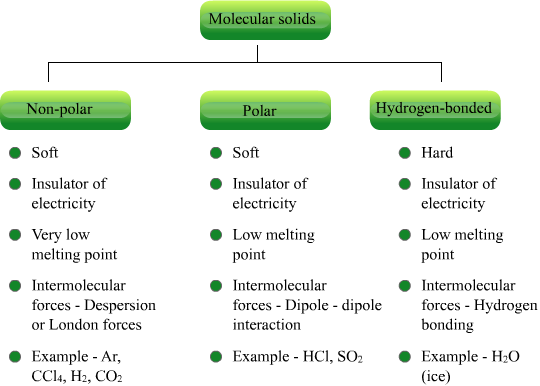 Molecular solids
Non-polar
Soft
Insulator of
electricity
Very low
melting point
Intermolecular
forces - Despersion
or London forces
Example - Ar,
CCl₄, H₂, CO₂
Polar
Soft
Insulator of
electricity
Low melting
point
Intermolecular
forces - Dipole - dipole
interaction
Example - HCl, SO₂
Hydrogen-bonded
Hard
Insulator of
electricity
Low melting
point
Intermolecular
forces - Hydrogen
bonding
Example - H₂O
(ice)